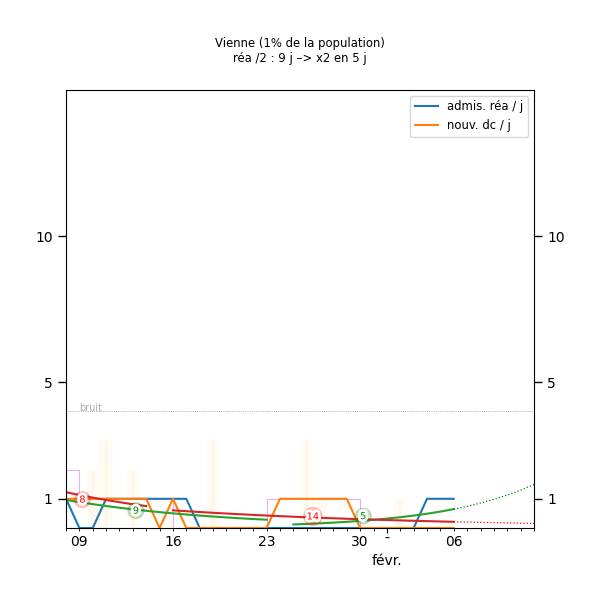 Vienne (1% de la population)
réa /2 : 9 j –> x2 en 5 j
admis. réa / j
nouv. dc / j
10
10
5
5
bruit
1
1
8
9
14
5
09
16
23
30
-
06
févr.